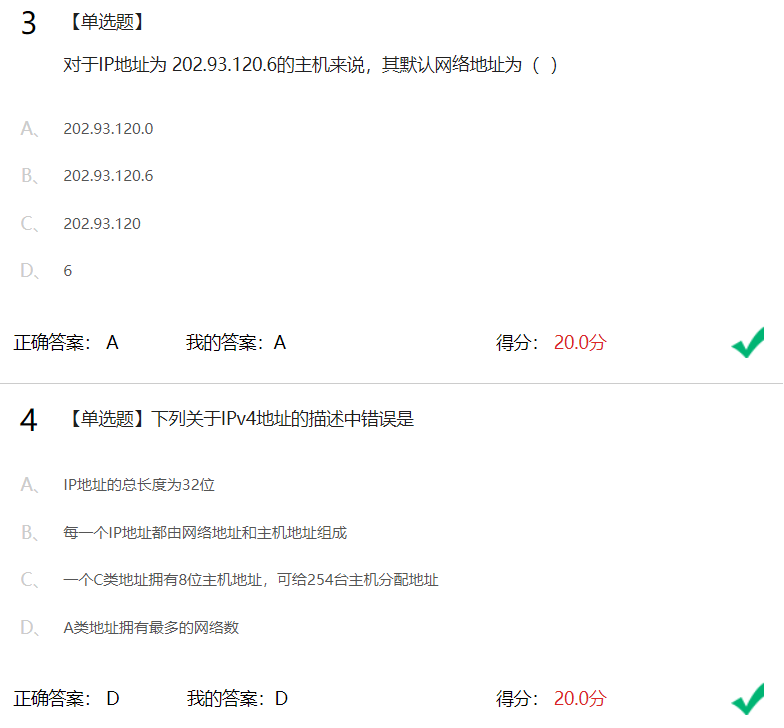 3 【单选题】
对于IP地址为 202.93.120.6的主机来说，其默认网络地址为（ ）
A、 202.93.120.0
B、 202.93.120.6
C、 202.93.120
D、 6
正确答案： A 我的答案：A 得分： 20.0分
4 【单选题】下列关于IPv4地址的描述中错误是
A、 IP地址的总长度为32位
B、 每一个IP地址都由网络地址和主机地址组成
C、 一个C类地址拥有8位主机地址，可给254台主机分配地址
D、 A类地址拥有最多的网络数
正确答案： D 我的答案：D 得分： 20.0分